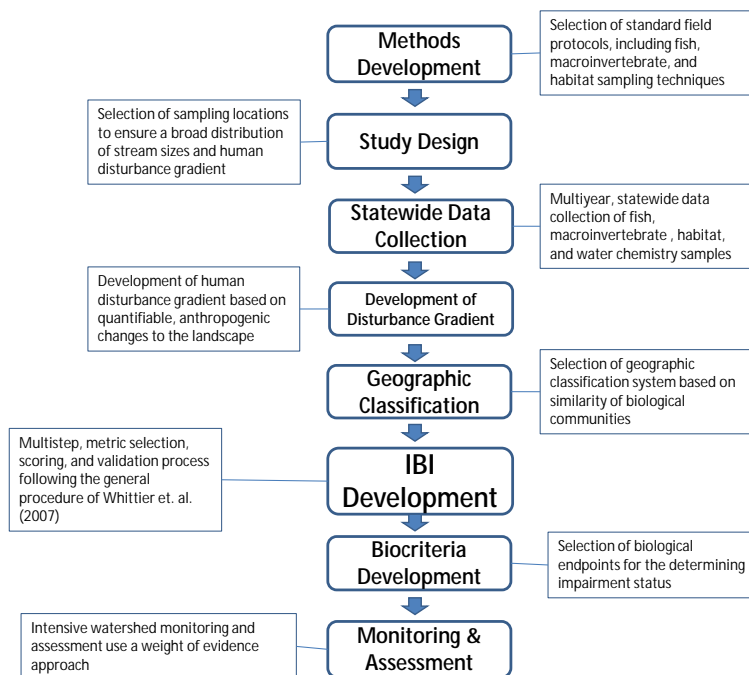 Methods
Development
Selection of standard field
protocols, including fish,
macroinvertebrate, and
habitat sampling techniques
Selection of sampling locations
to ensure a broad distribution
of stream sizes and human
disturbance gradient
Study Design
Statewide Data
Collection
Multiyear, statewide data
collection of fish,
macroinvertebrate , habitat,
and water chemistry samples
Development of human
disturbance gradient based on
quantifiable, anthropogenic
changes to the landscape
Development of
Disturbance Gradient
Geographic
Classification
Selection of geographic
classification system based on
similarity of biological
communities
Multistep, metric selection,
scoring, and validation process
following the general
procedure of Whittier et. al.
(2007)
IBI
Development
Biocriteria
Development
Selection of biological
endpoints for the determining
impairment status
Intensive watershed monitoring and
assessment use a weight of evidence
approach
Monitoring &
Assessment